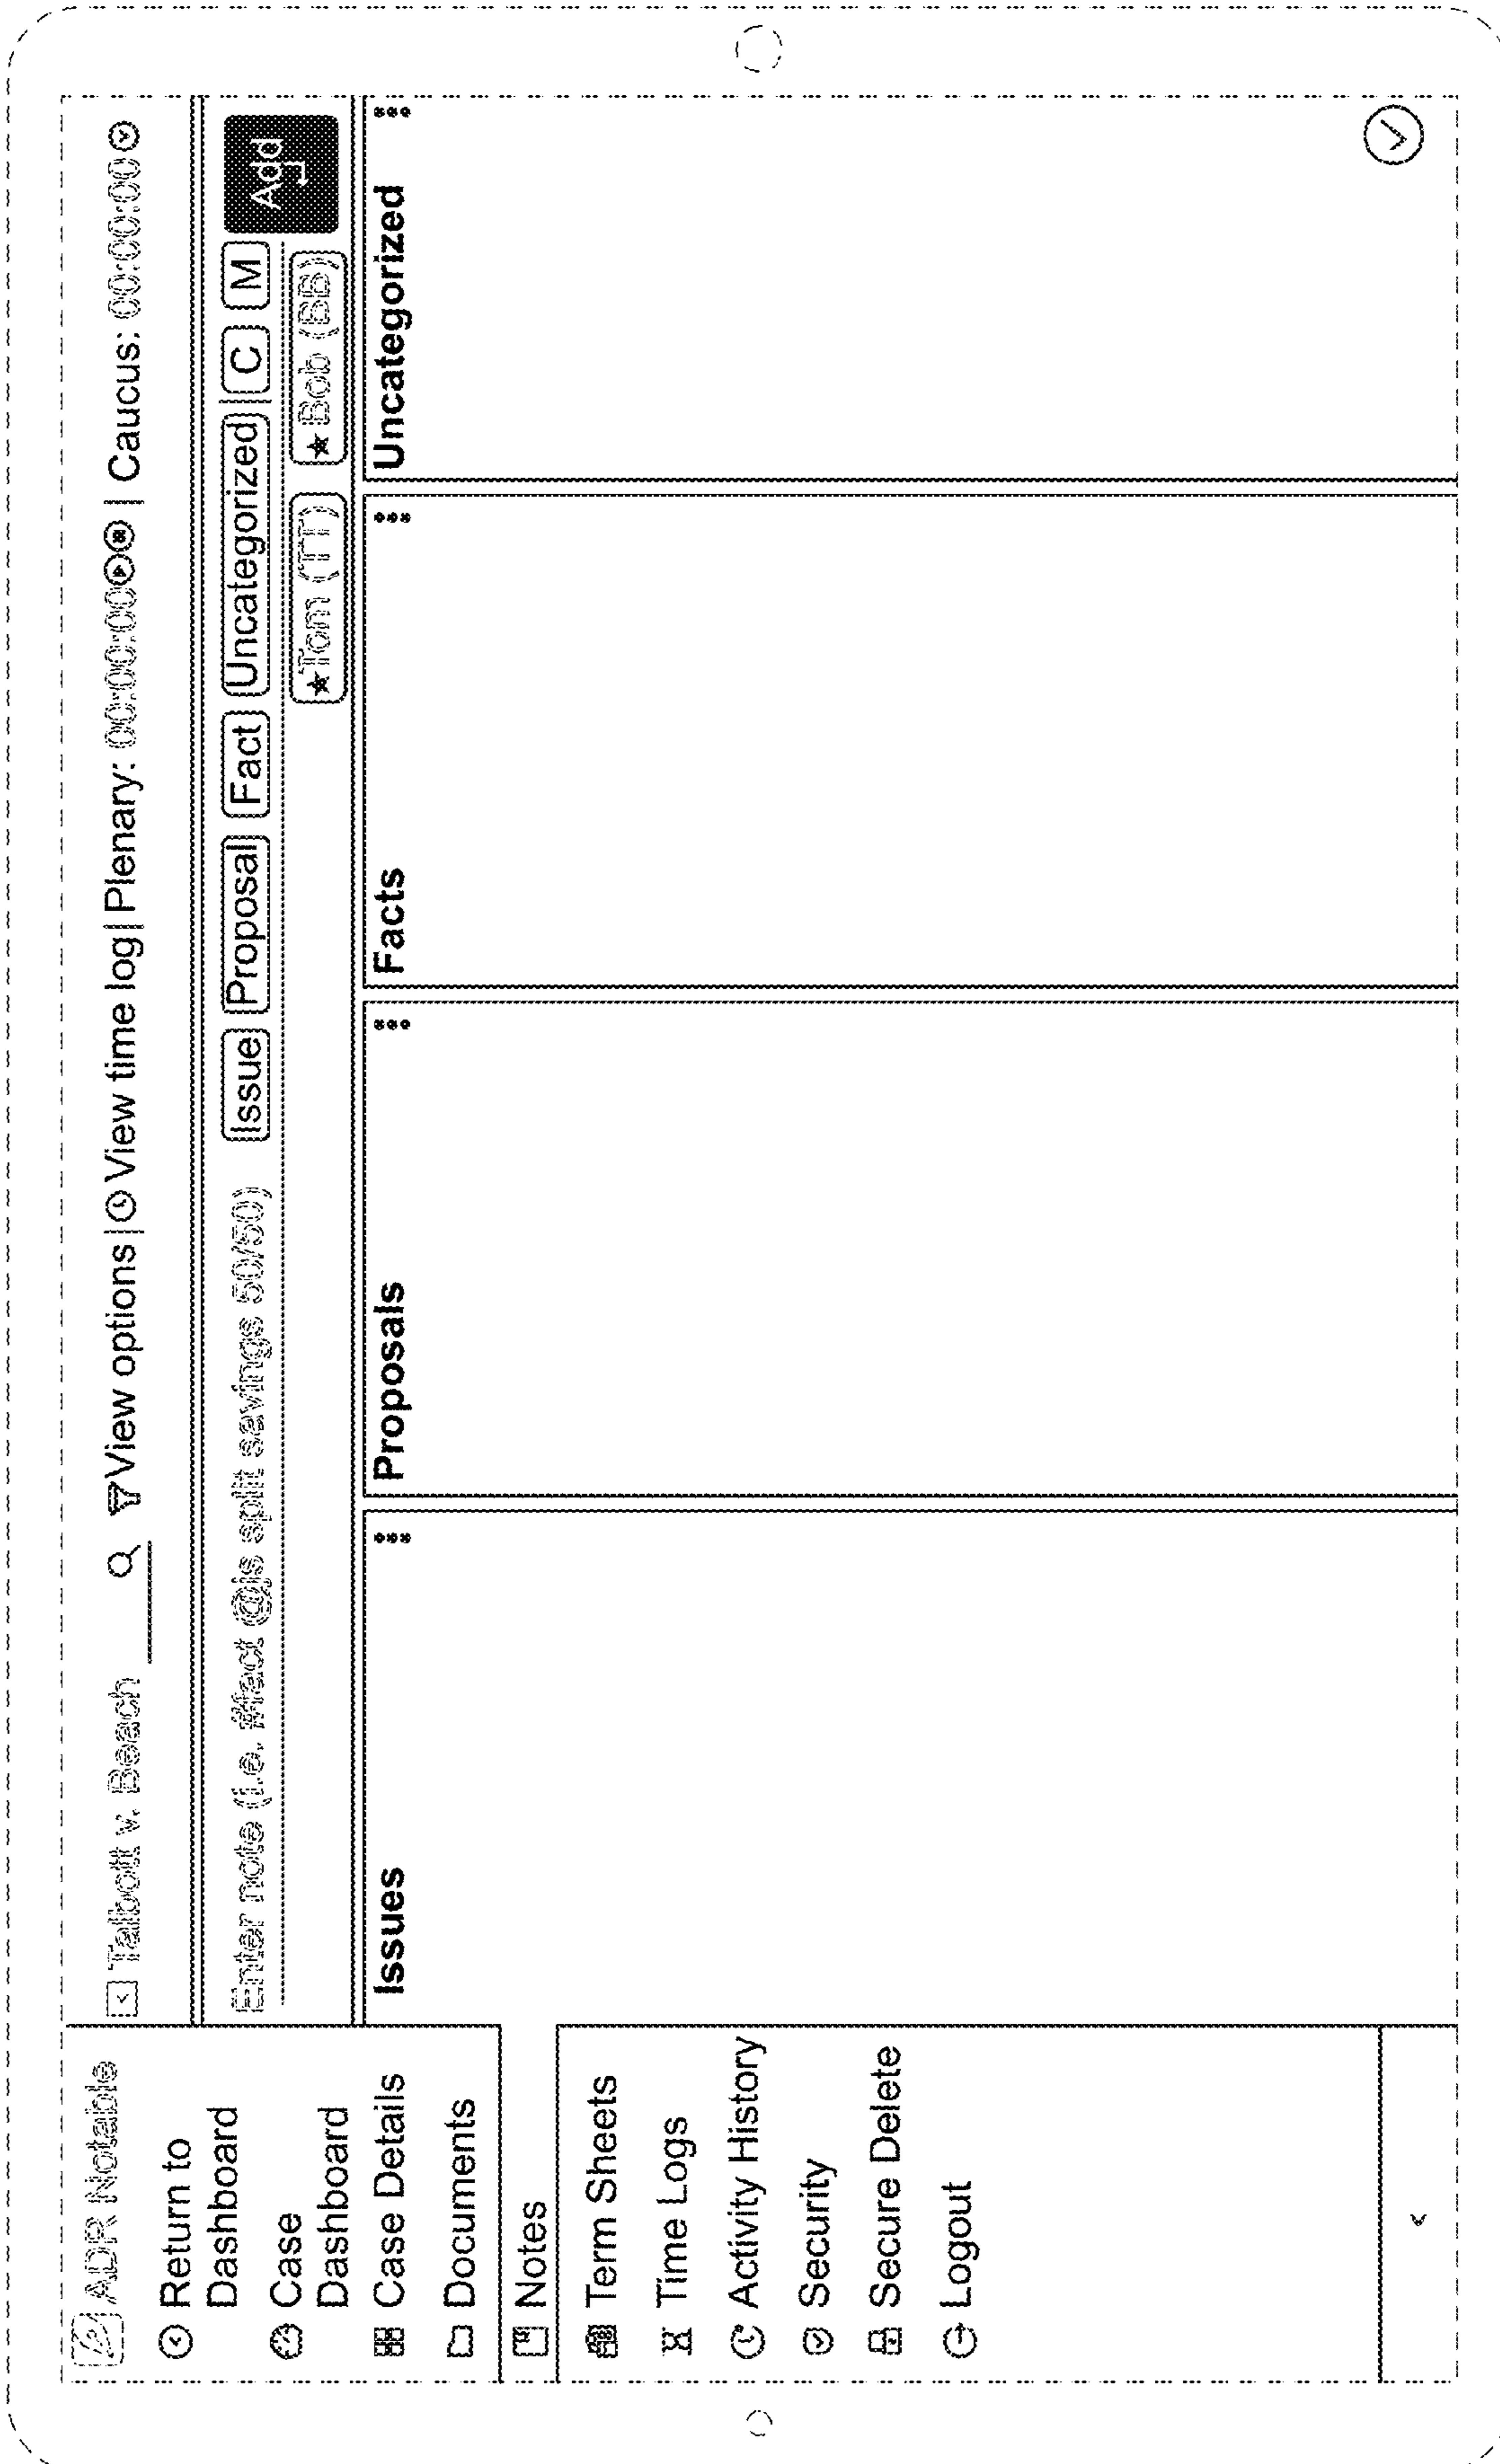 ADR Notable
Return to
Dashboard
Case
Dashboard
Case Details
Documents
Notes
Term Sheets
Time Logs
Activity History
Security
Secure Delete
Logout
Talbott v. Beach View options | View time log | Plenary: 00:00:00 | Caucus: 00:00:00
Enter note (i.e. #fact @js split savings 50/50) Issue Proposal Fact Uncategorized | C M Add
★Tom (TT) ★Bob (BB)
Issues Proposals Facts Uncategorized